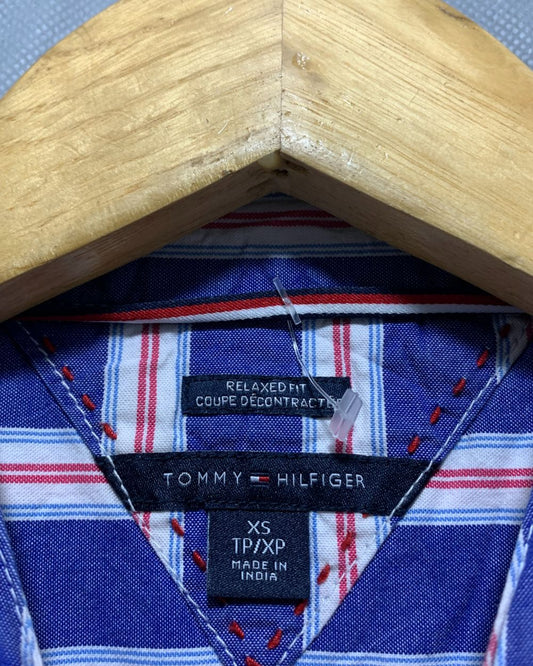 RELAXED FIT
COUPE DÉCONTRACTÉE
TOMMY HILFIGER
XS
TP/XP
MADE IN
INDIA